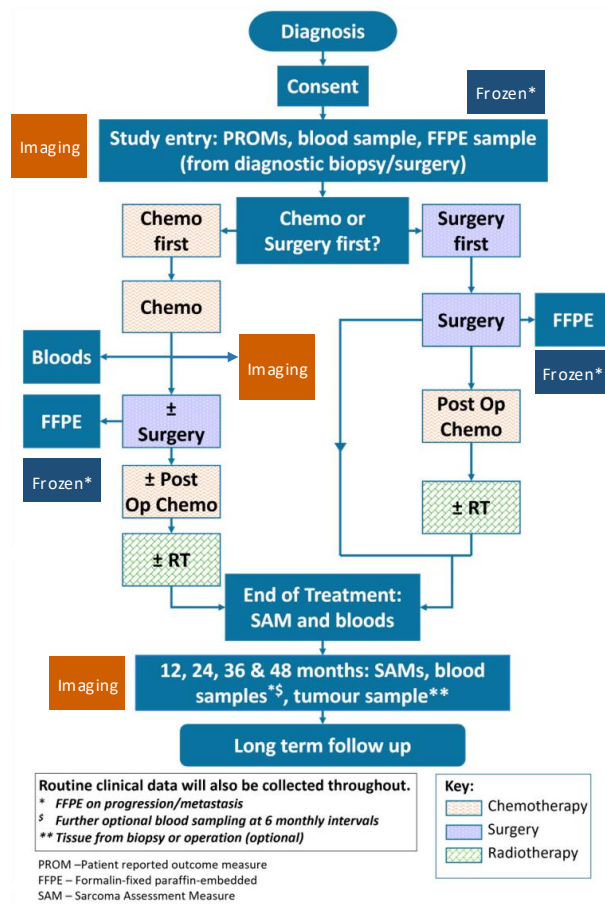 Diagnosis
Consent
Frozen*
Imaging
Study entry: PROMs, blood sample, FFPE sample
(from diagnostic biopsy/surgery)
Chemo
first
Chemo or
Surgery first?
Surgery
first
Chemo
Surgery
FFPE
Bloods
Imaging
Frozen*
FFPE
±
Surgery
Post Op
Chemo
Frozen*
± Post
Op Chemo
± RT
± RT
End of Treatment:
SAM and bloods
Imaging
12, 24, 36 & 48 months: SAMs, blood
samples*$, tumour sample**
Long term follow up
Routine clinical data will also be collected throughout.
* FFPE on progression/metastasis
$ Further optional blood sampling at 6 monthly intervals
** Tissue from biopsy or operation (optional)
Key:
Chemotherapy
Surgery
Radiotherapy
PROM –Patient reported outcome measure
FFPE – Formalin-fixed paraffin-embedded
SAM – Sarcoma Assessment Measure